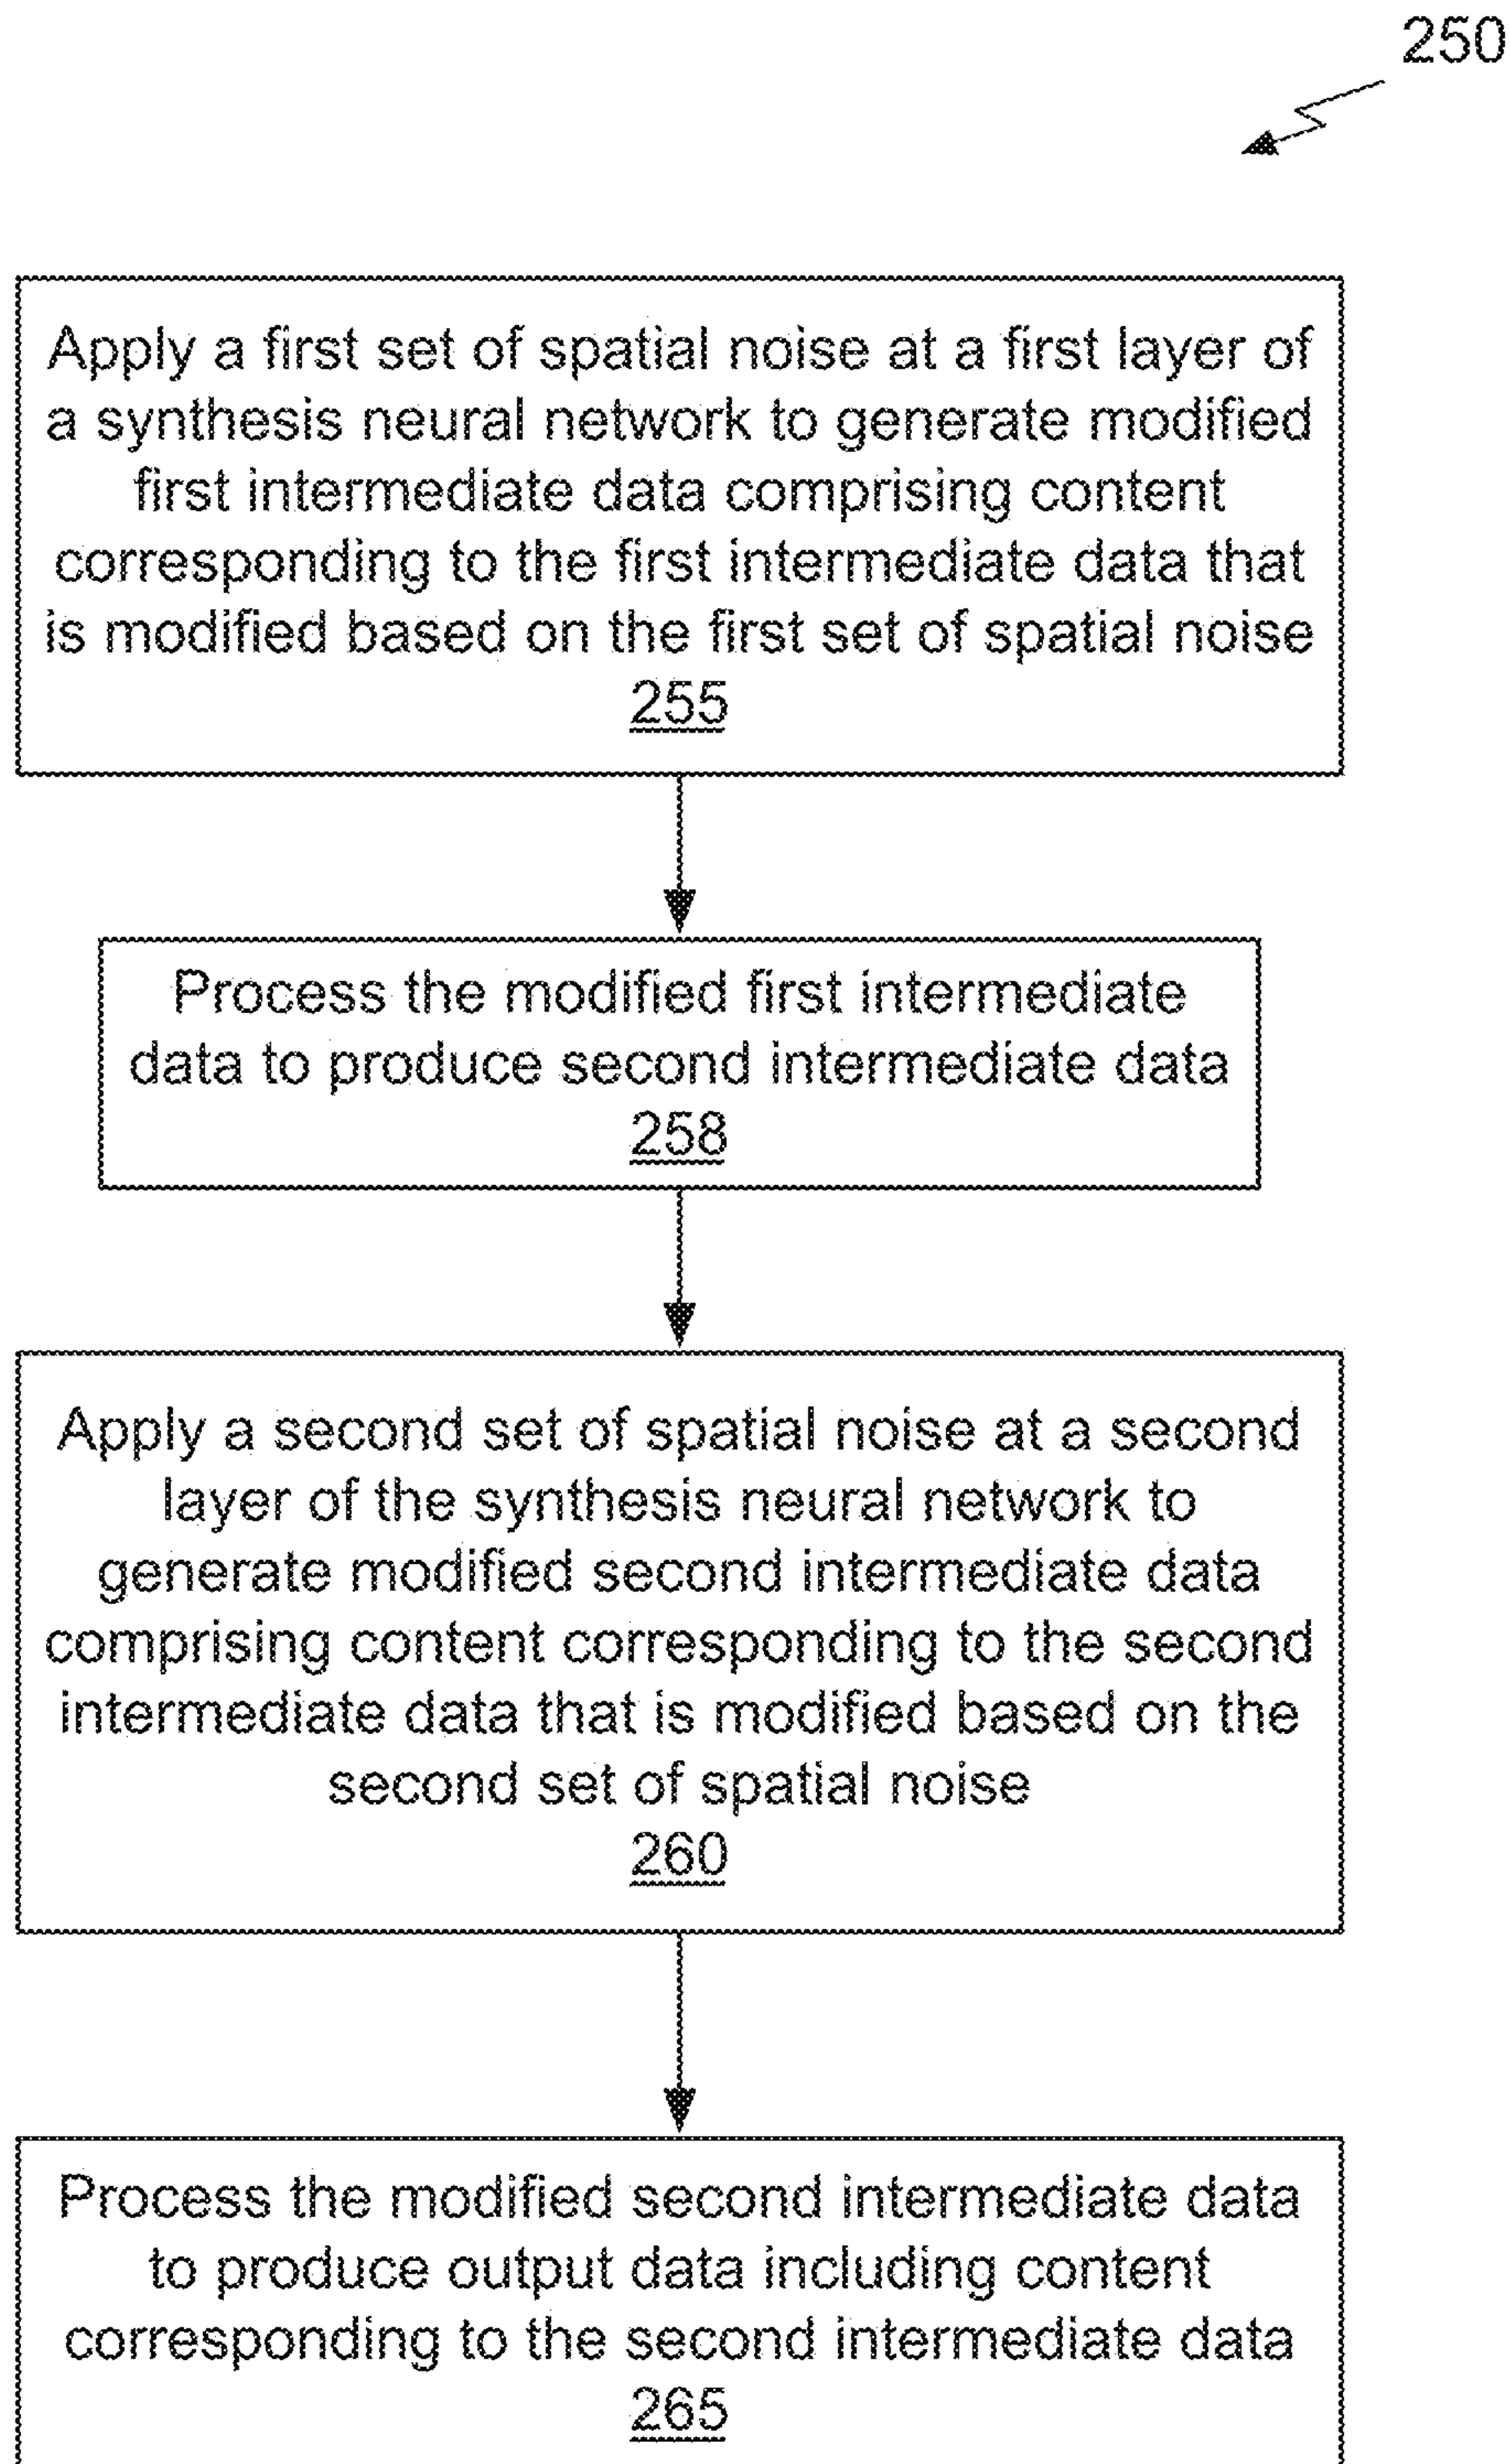 250
Apply a first set of spatial noise at a first layer of
a synthesis neural network to generate modified
first intermediate data comprising content
corresponding to the first intermediate data that
is modified based on the first set of spatial noise
255
Process the modified first intermediate
data to produce second intermediate data
258
Apply a second set of spatial noise at a second
layer of the synthesis neural network to
generate modified second intermediate data
comprising content corresponding to the second
intermediate data that is modified based on the
second set of spatial noise
260
Process the modified second intermediate data
to produce output data including content
corresponding to the second intermediate data
265